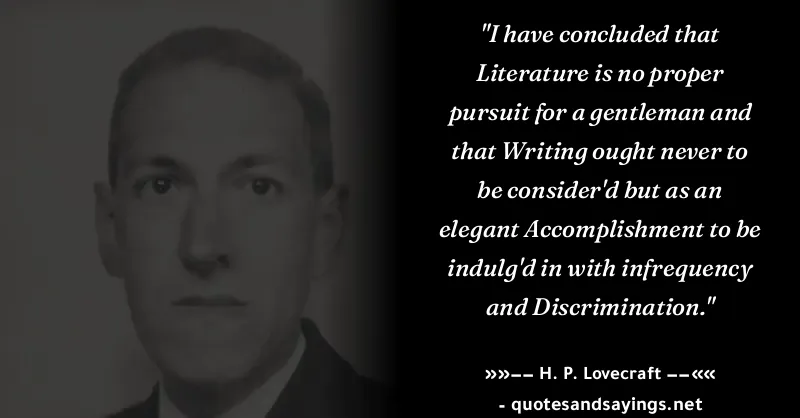 "I have concluded that
Literature is no proper
pursuit for a gentleman and
that Writing ought never to
be consider'd but as an
elegant Accomplishment to be
indulg'd in with infrequency
and Discrimination."
»»–– H. P. Lovecraft ––««
- quotesandsayings.net